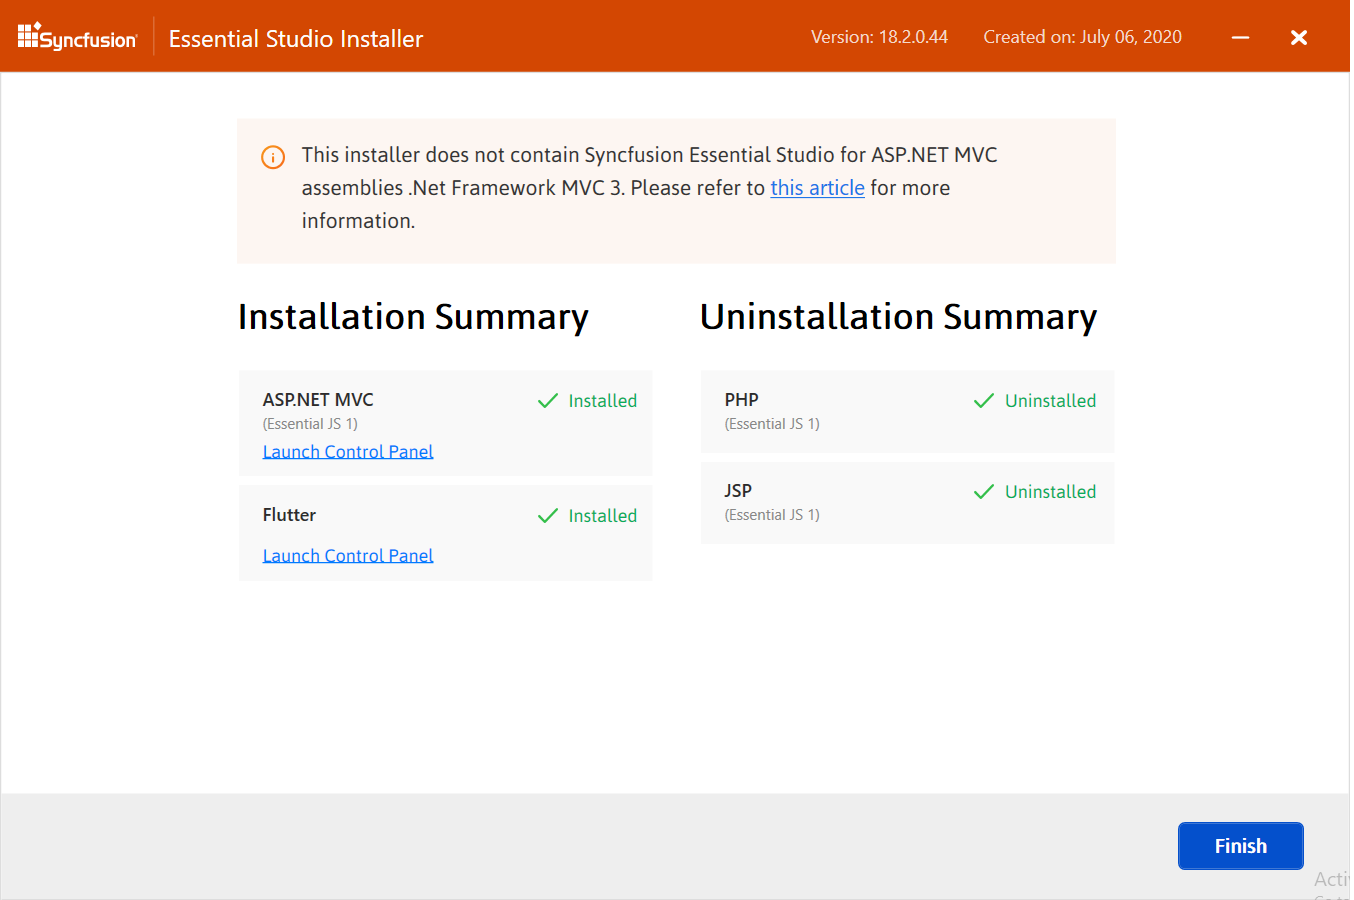 Syncfusion
Essential Studio Installer
Version: 18.2.0.44
Created on: July 06, 2020
This installer does not contain Syncfusion Essential Studio for ASP.NET MVC
assemblies .Net Framework MVC 3. Please refer to this article for more
information.
Installation Summary
ASP.NET MVC
Installed
(Essential JS 1)
Launch Control Panel
Flutter
Installed
Launch Control Panel
Uninstallation Summary
PHP
Uninstalled
(Essential JS 1)
JSP
Uninstalled
(Essential JS 1)
Finish